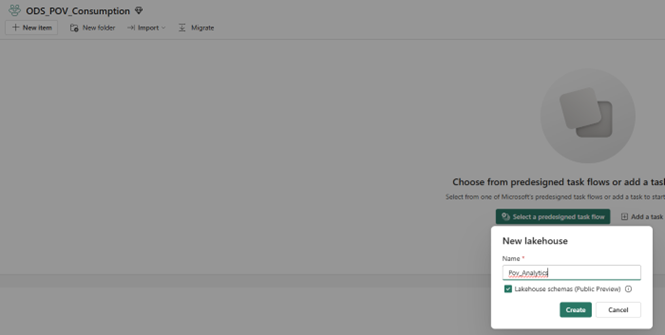 ODS_POV_Consumption
New item New folder Import Migrate
Choose from predesigned task flows or add a tas
Select from one of Microsoft's predesigned task flows or add a task to start
Select a predesigned task flow Add a task
New lakehouse
Name *
Pov_Analytics
Lakehouse schemas (Public Preview)
Create Cancel